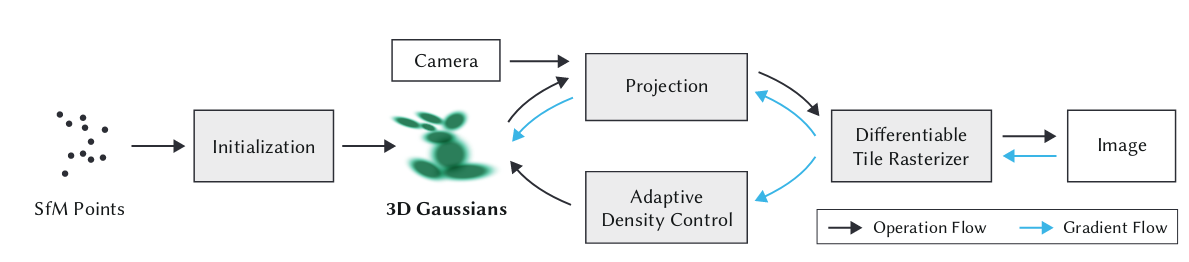 Camera
Projection
Initialization
SfM Points
3D Gaussians
Adaptive
Density Control
Differentiable
Tile Rasterizer
Image
Operation Flow
Gradient Flow